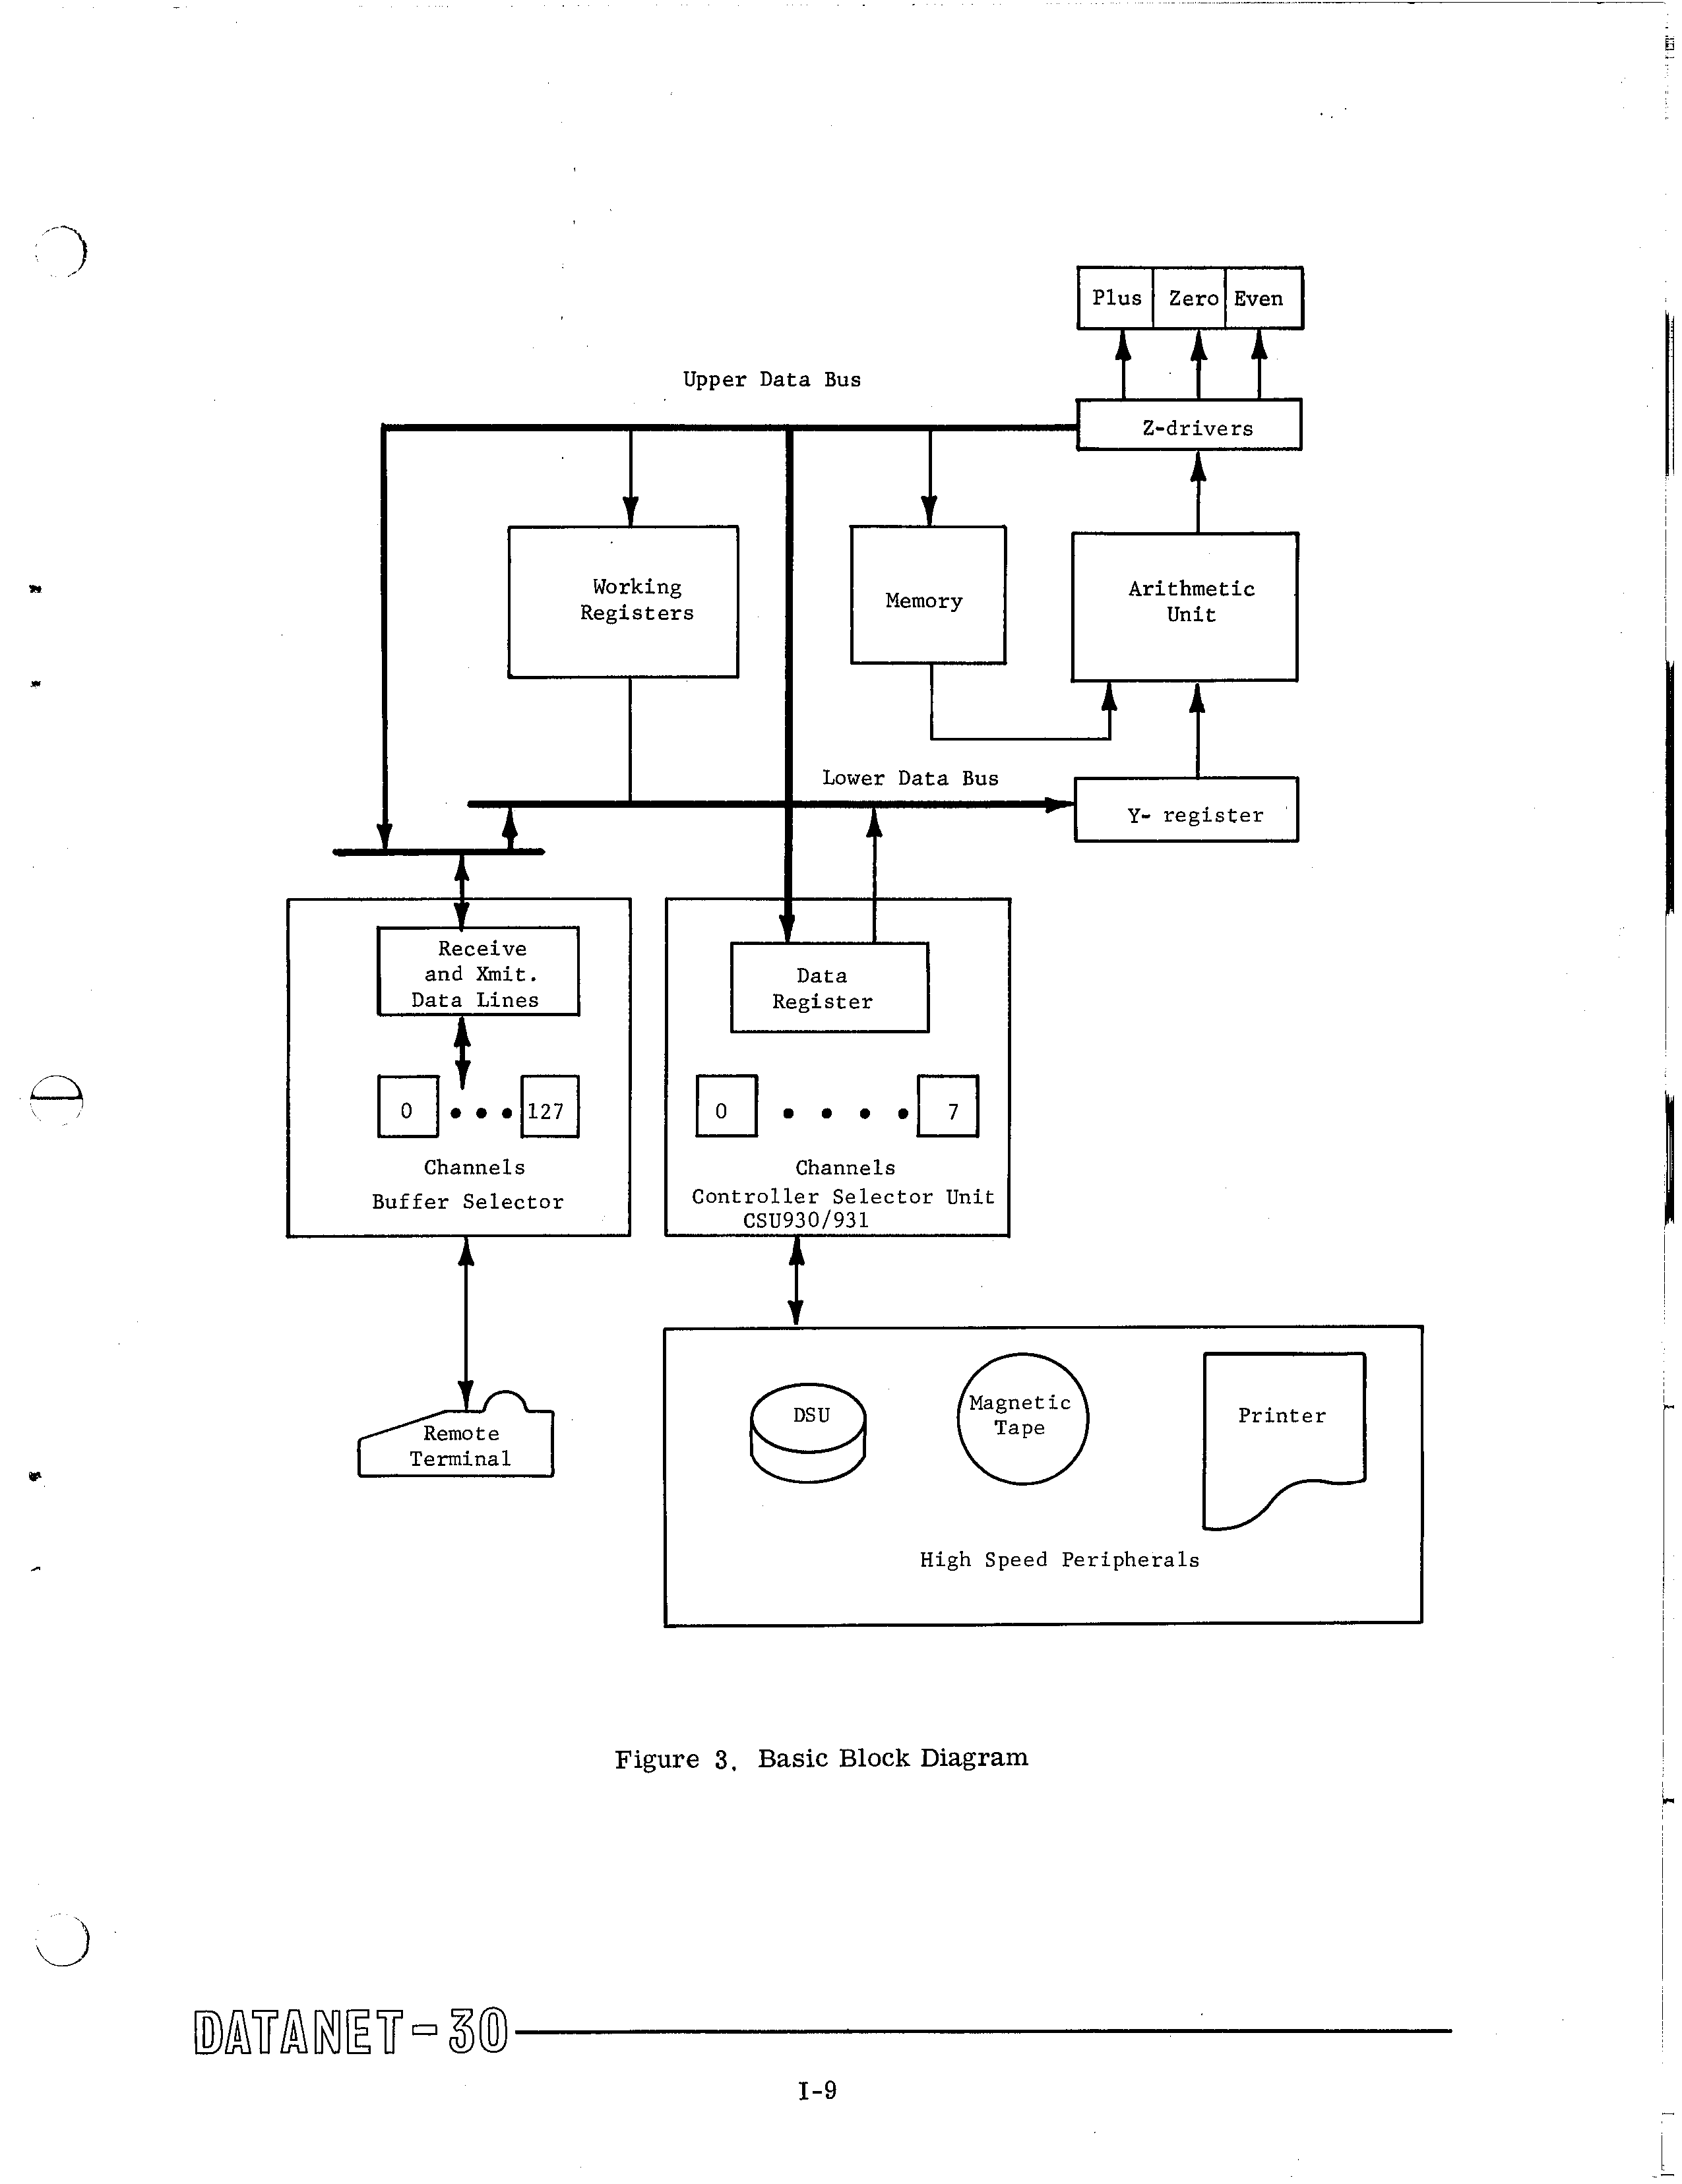 Plus Zero Even
Upper Data Bus
Z-drivers
Working
Registers
Memory
Arithmetic
Unit
Lower Data Bus
Y- register
Receive
and Xmit.
Data Lines
Data
Register
0 127
0 7
Channels
Buffer Selector
Channels
Controller Selector Unit
CSU930/931
Remote
Terminal
DSU
Magnetic
Tape
Printer
High Speed Peripherals
Figure 3. Basic Block Diagram
DATANET-30
I-9